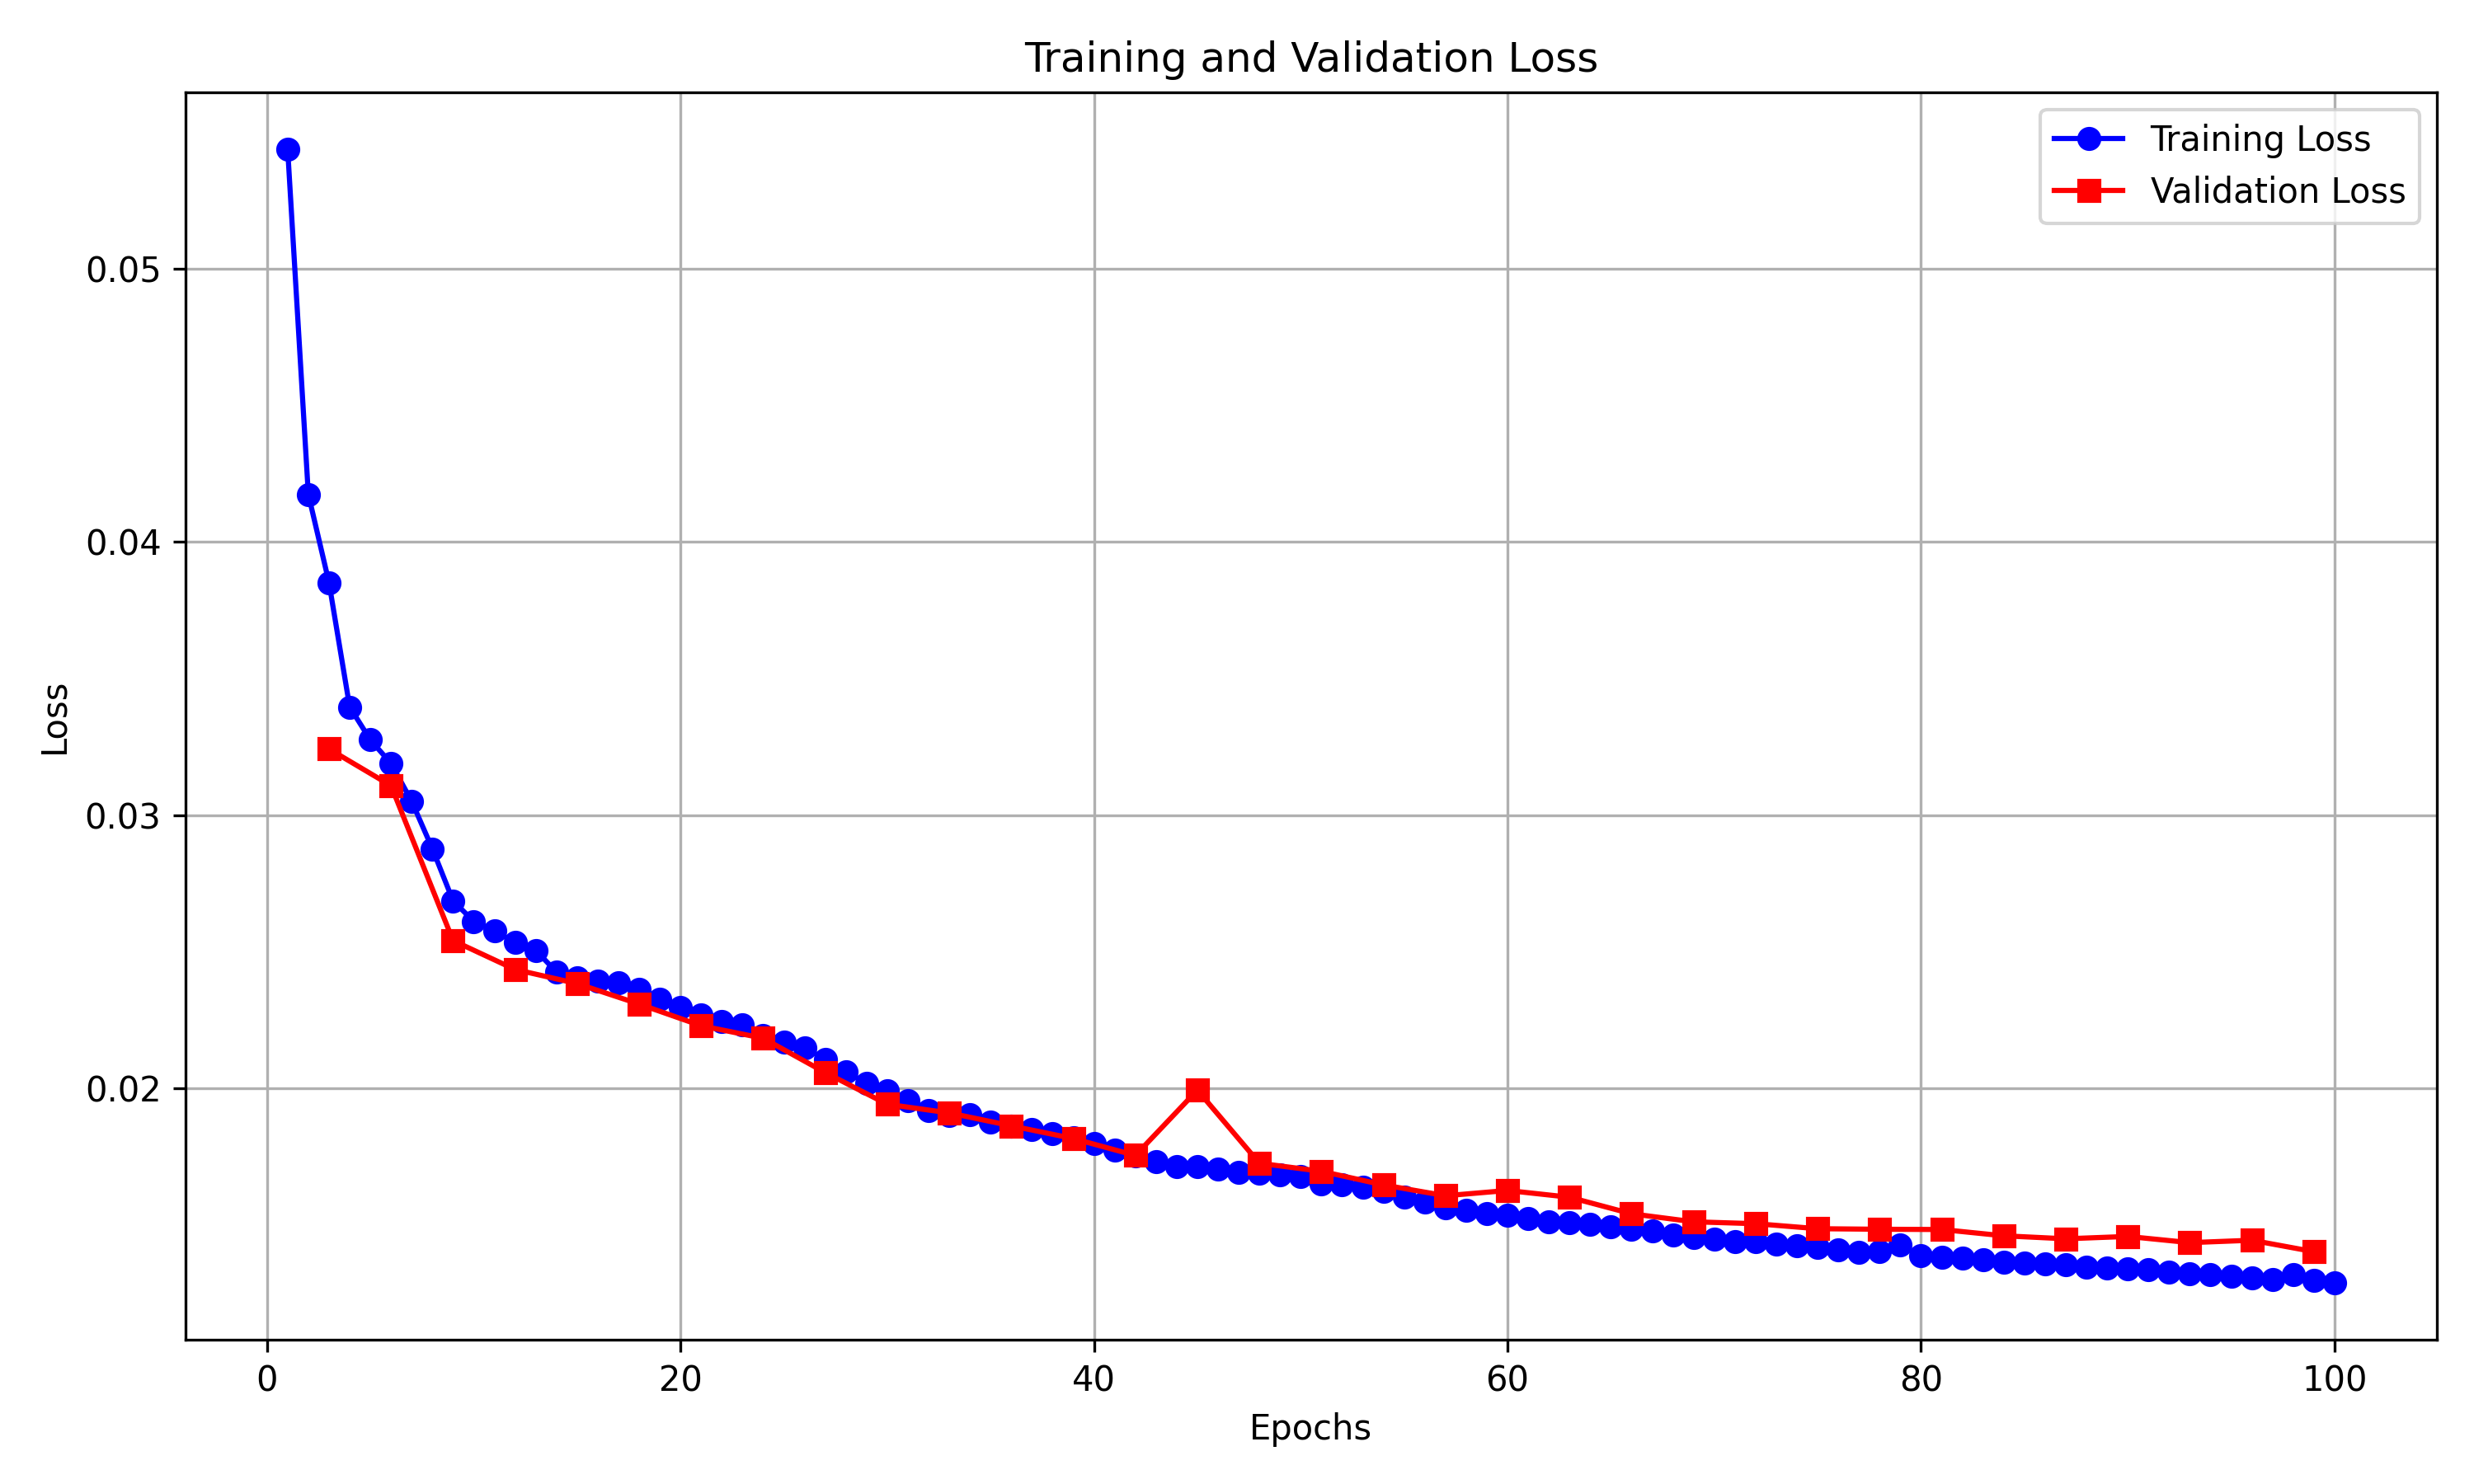 Training and Validation Loss
Training Loss
Validation Loss
0.05
0.04
0.03
0.02
Loss
0 20 40 60 80 100
Epochs